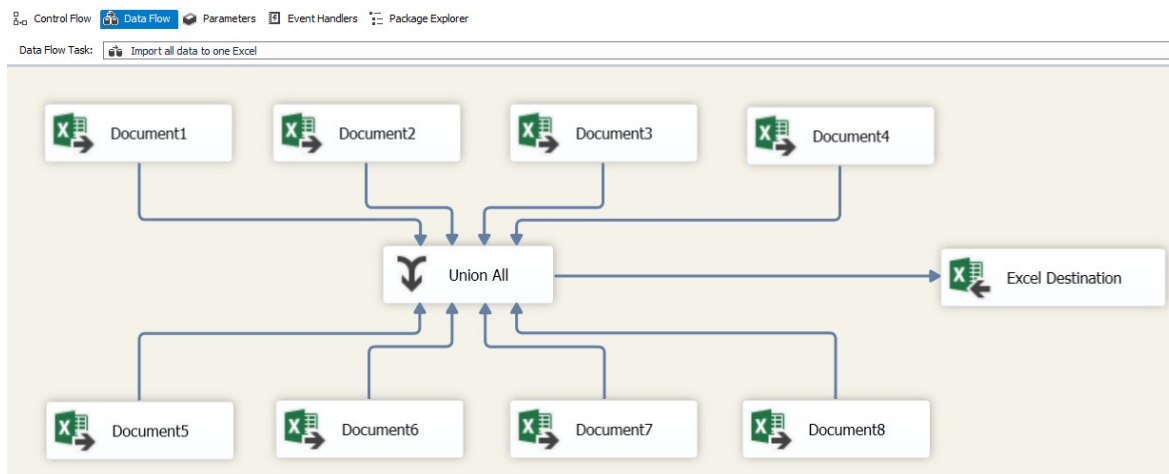 Control Flow Data Flow Parameters Event Handlers Package Explorer
Data Flow Task: Import all data to one Excel
Document1 Document2 Document3 Document4
Union All Excel Destination
Document5 Document6 Document7 Document8